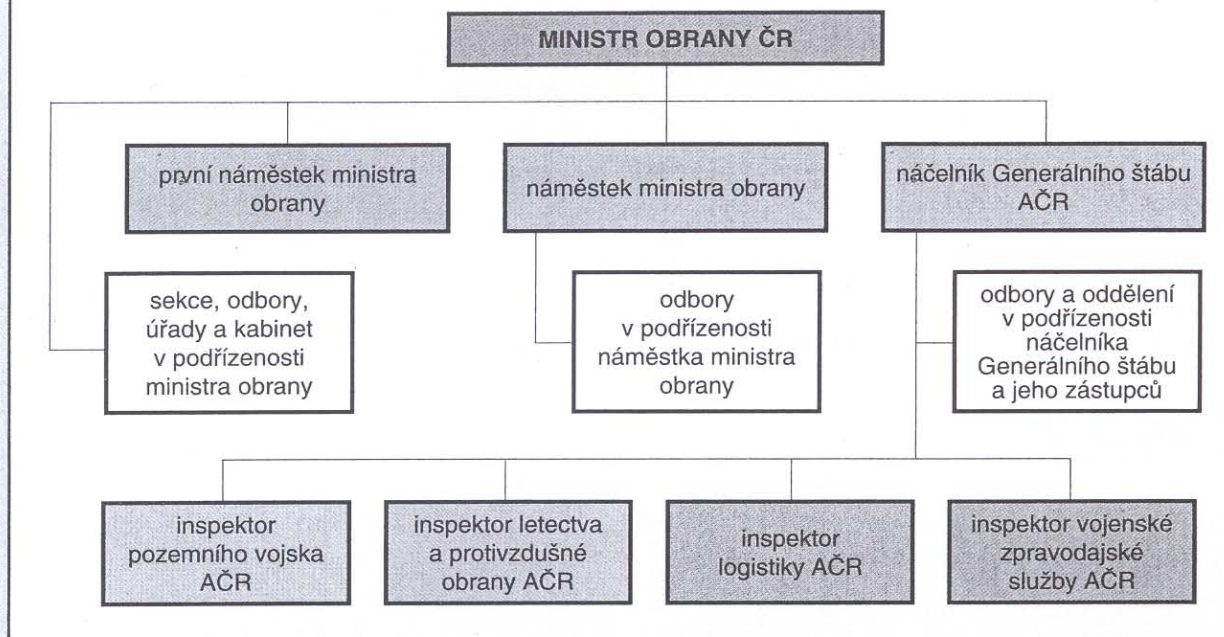 MINISTR OBRANY ČR
první náměstek ministra
obrany
náměstek ministra obrany
náčelník Generálního štábu
AČR
sekce, odbory,
úřady a kabinet
v podřízenosti
ministra obrany
odbory
v podřízenosti
náměstka ministra
obrany
odbory a oddělení
v podřízenosti
náčelníka
Generálního štábu
a jeho zástupců
inspektor
pozemního vojska
AČR
inspektor letectva
a protivzdušné
obrany AČR
inspektor
logistiky AČR
inspektor vojenské
zpravodajské
služby AČR